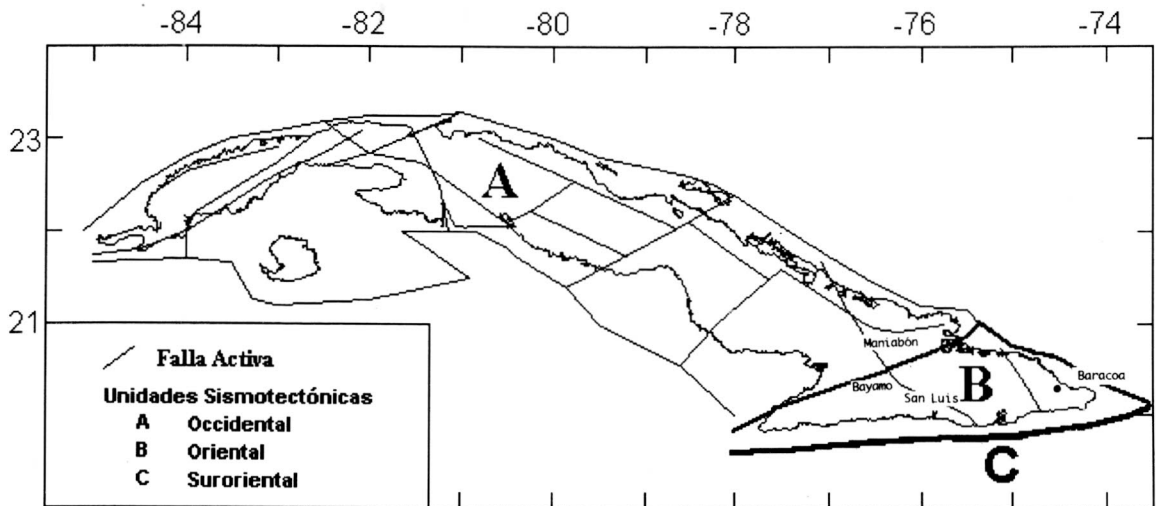 -84 -82 -80 -78 -76 -74
23
A
21
Maniabón
Baracoa
Bayamo
B
San Luis
Falla Activa
Unidades Sismotectónicas
A Occidental
B Oriental
C Suroriental
C